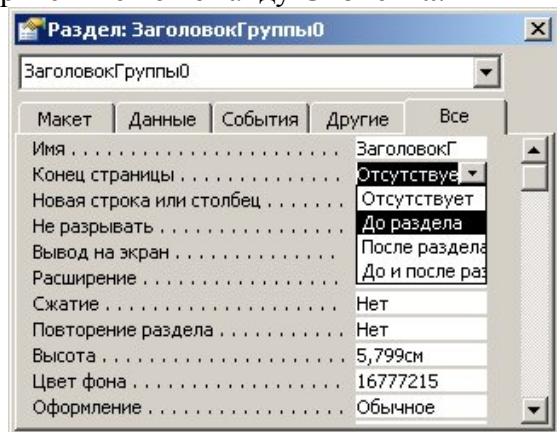 Раздел: ЗаголовокГруппы0
ЗаголовокГруппы0
Макет Данные События Другие Все
Имя . . . . . . . . . . . . . . . . . . . . . . . . ЗаголовокГ
Конец страницы . . . . . . . . . . . . . . Отсутствуе
Новая строка или столбец . . . . . . . Отсутствует
Не разрывать . . . . . . . . . . . . . . . . До раздела
Вывод на экран . . . . . . . . . . . . . . . После раздела
Расширение . . . . . . . . . . . . . . . . . До и после раз
Сжатие . . . . . . . . . . . . . . . . . . . . . Нет
Повторение раздела . . . . . . . . . . . Нет
Высота . . . . . . . . . . . . . . . . . . . . . 5,799см
Цвет фона . . . . . . . . . . . . . . . . . . 16777215
Оформление . . . . . . . . . . . . . . . . . Обычное